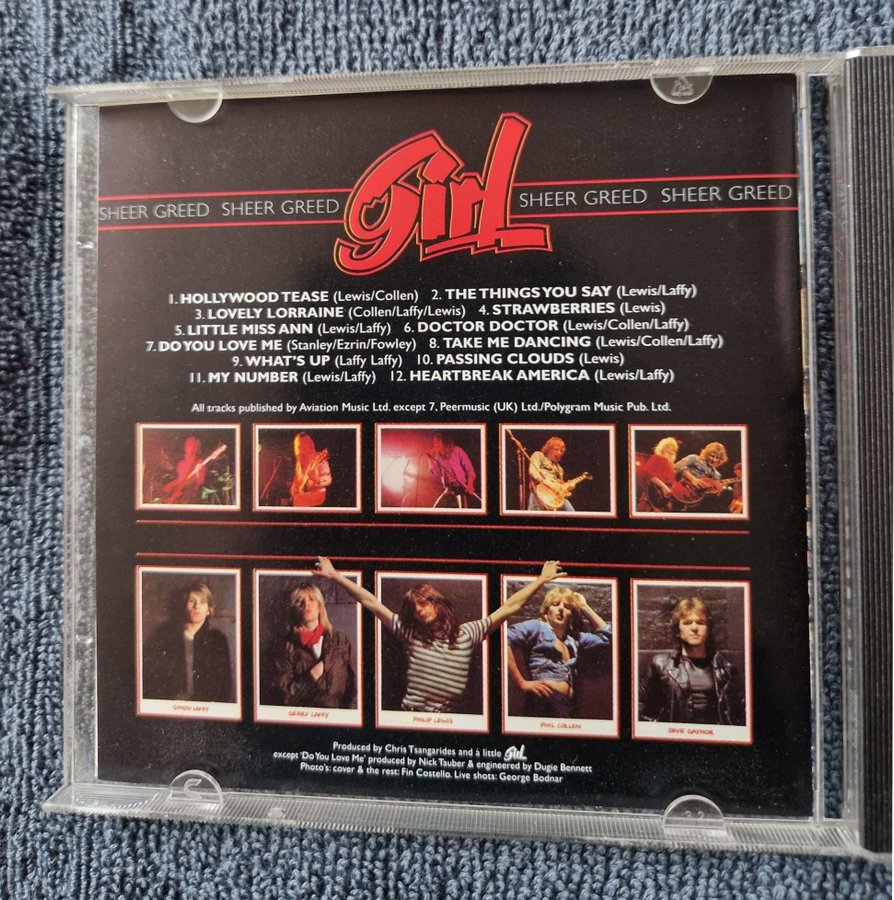 Girl
SHEER GREED SHEER GREED SHEER GREED SHEER GREED
1. HOLLYWOOD TEASE (Lewis/Collen) 2. THE THINGS YOU SAY (Lewis/Laffy)
3. LOVELY LORRAINE (Collen/Laffy/Lewis) 4. STRAWBERRIES (Lewis)
5. LITTLE MISS ANN (Lewis/Laffy) 6. DOCTOR DOCTOR (Lewis/Collen/Laffy)
7. DO YOU LOVE ME (Stanley/Ezrin/Fowley) 8. TAKE ME DANCING (Lewis/Collen/Laffy)
9. WHAT'S UP (Laffy Laffy) 10. PASSING CLOUDS (Lewis)
11. MY NUMBER (Lewis/Laffy) 12. HEARTBREAK AMERICA (Lewis/Laffy)
All tracks published by Aviation Music Ltd. except 7, Peermusic (UK) Ltd./Polygram Music Pub. Ltd.
SIMON LAFFY GERRY LAFFY PHILIP LEWIS PHIL COLLEN DAVE GAYNOR
Produced by Chris Tsangarides and a little Girl
except 'Do You Love Me' produced by Nick Tauber & engineered by Dugie Bennett
Photo's: cover & the rest: Fin Costello. Live shots: George Bodnar